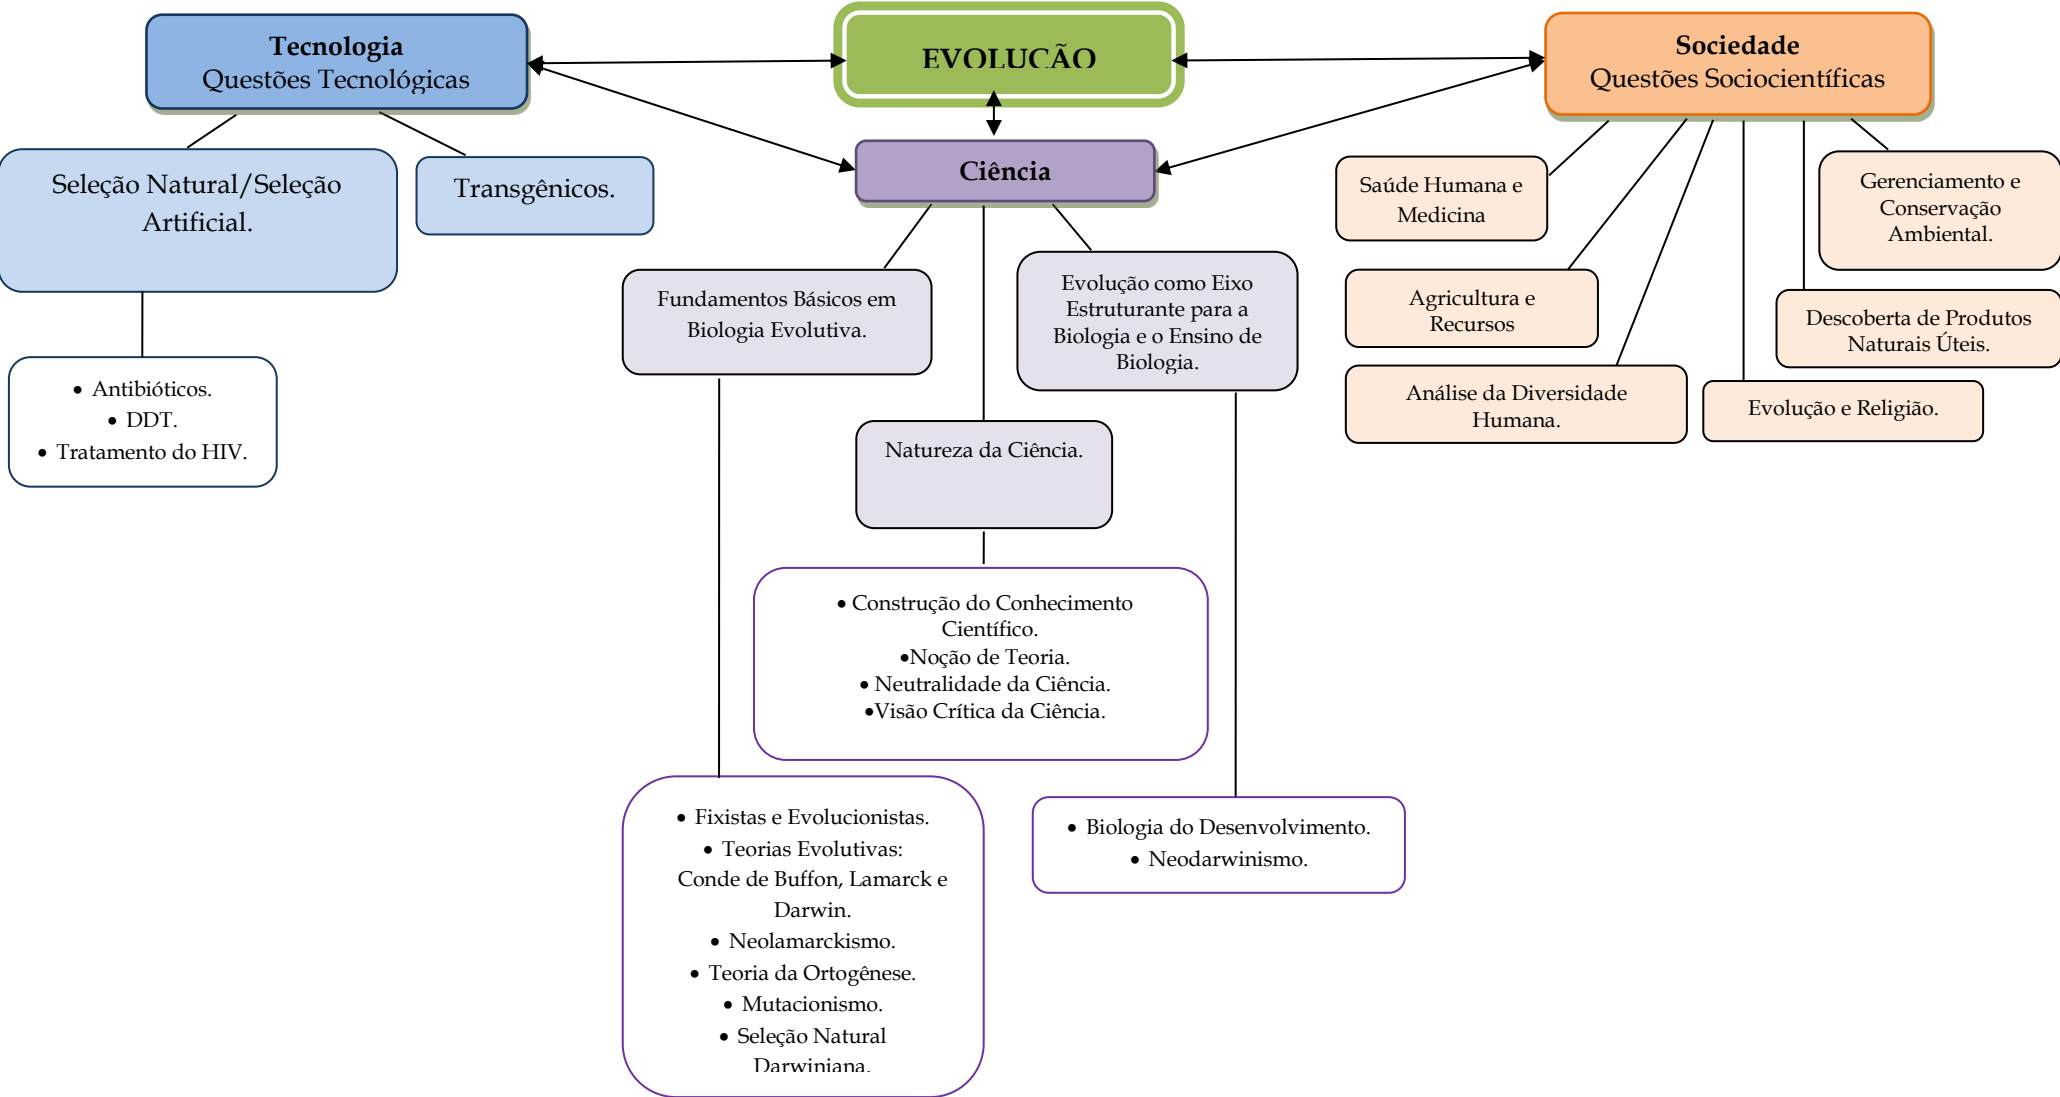 Tecnologia
Questões Tecnológicas
EVOLUÇÃO
Sociedade
Questões Sociocientíficas
Ciência
Seleção Natural/Seleção
Artificial.
Transgênicos.
• Antibióticos.
• DDT.
• Tratamento do HIV.
Fundamentos Básicos em
Biologia Evolutiva.
Evolução como Eixo
Estruturante para a
Biologia e o Ensino de
Biologia.
Natureza da Ciência.
• Construção do Conhecimento
Científico.
•Noção de Teoria.
• Neutralidade da Ciência.
•Visão Crítica da Ciência.
• Fixistas e Evolucionistas.
• Teorias Evolutivas:
Conde de Buffon, Lamarck e
Darwin.
• Neolamarckismo.
• Teoria da Ortogênese.
• Mutacionismo.
• Seleção Natural
Darwiniana.
• Biologia do Desenvolvimento.
• Neodarwinismo.
Saúde Humana e
Medicina
Agricultura e
Recursos
Análise da Diversidade
Humana.
Evolução e Religião.
Descoberta de Produtos
Naturais Úteis.
Gerenciamento e
Conservação
Ambiental.